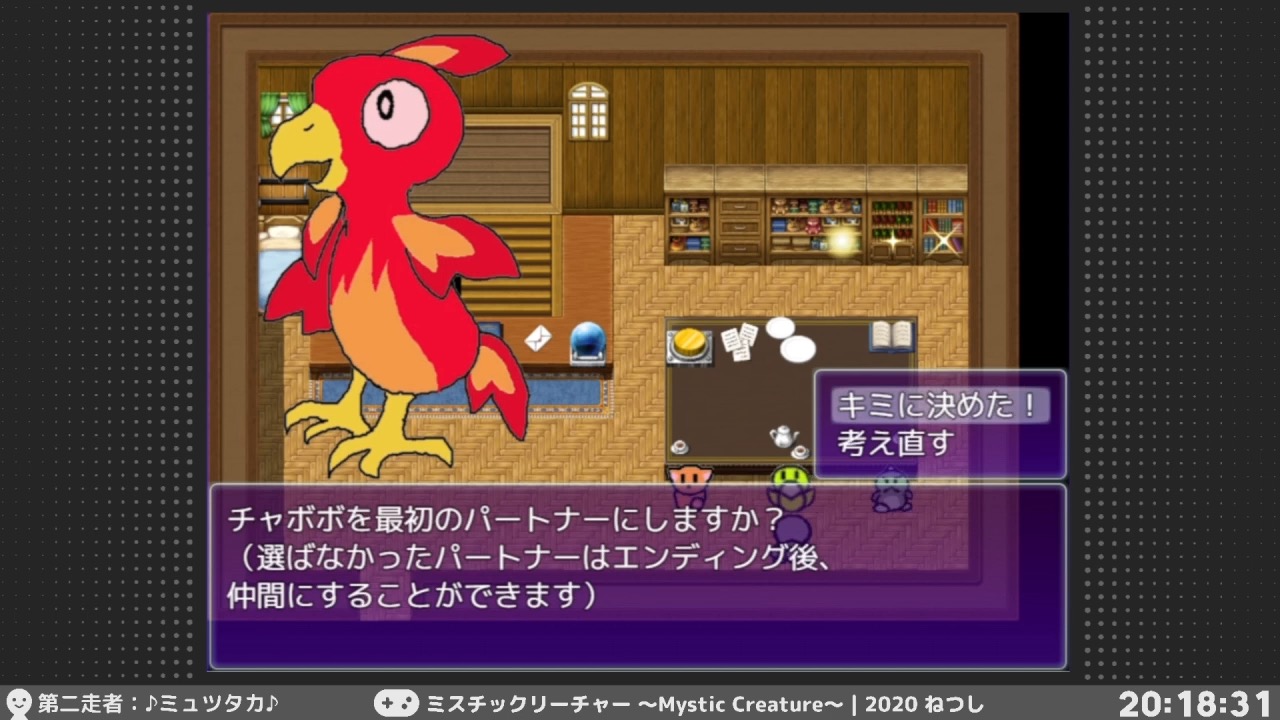 キミに決めた！
考え直す
チャボボを最初のパートナーにしますか？
（選ばなかったパートナーはエンディング後、
仲間にすることができます）
第二走者：♪ミュツタカ♪
ミスチックリーチャー ～Mystic Creature～ | 2020 ねつし
20:18:31